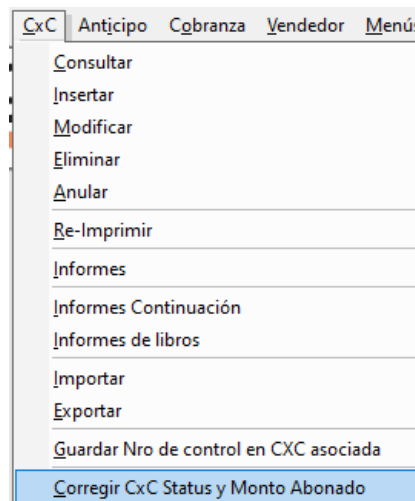 CxC Anticipo Cobranza Vendedor Menús
Consultar
Insertar
Modificar
Eliminar
Anular
Re-Imprimir
Informes
Informes Continuación
Informes de libros
Importar
Exportar
Guardar Nro de control en CXC asociada
Corregir CxC Status y Monto Abonado